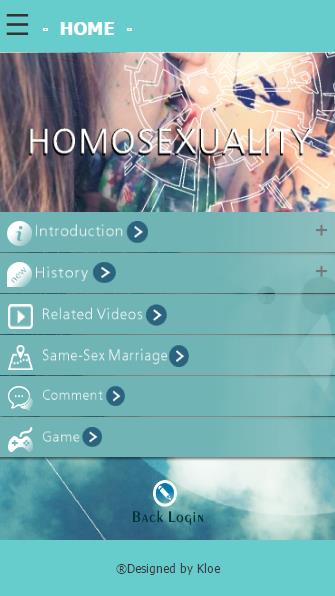 - HOME -
HOMOSEXUALITY
i Introduction +
new History +
Related Videos
Same-Sex Marriage
Comment
Game
Back Login
®Designed by Kloe